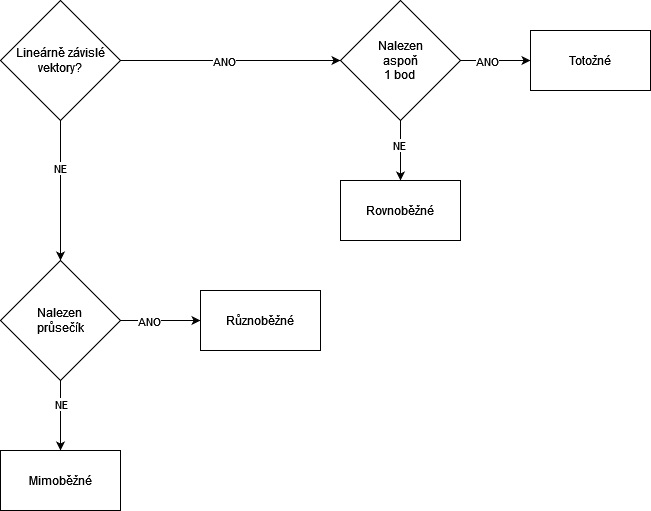 Lineárně závislé
vektory?
ANO
Nalezen
aspoň
1 bod
ANO
Totožné
NE
Rovnoběžné
NE
Nalezen
průsečík
ANO
Různoběžné
NE
Mimoběžné